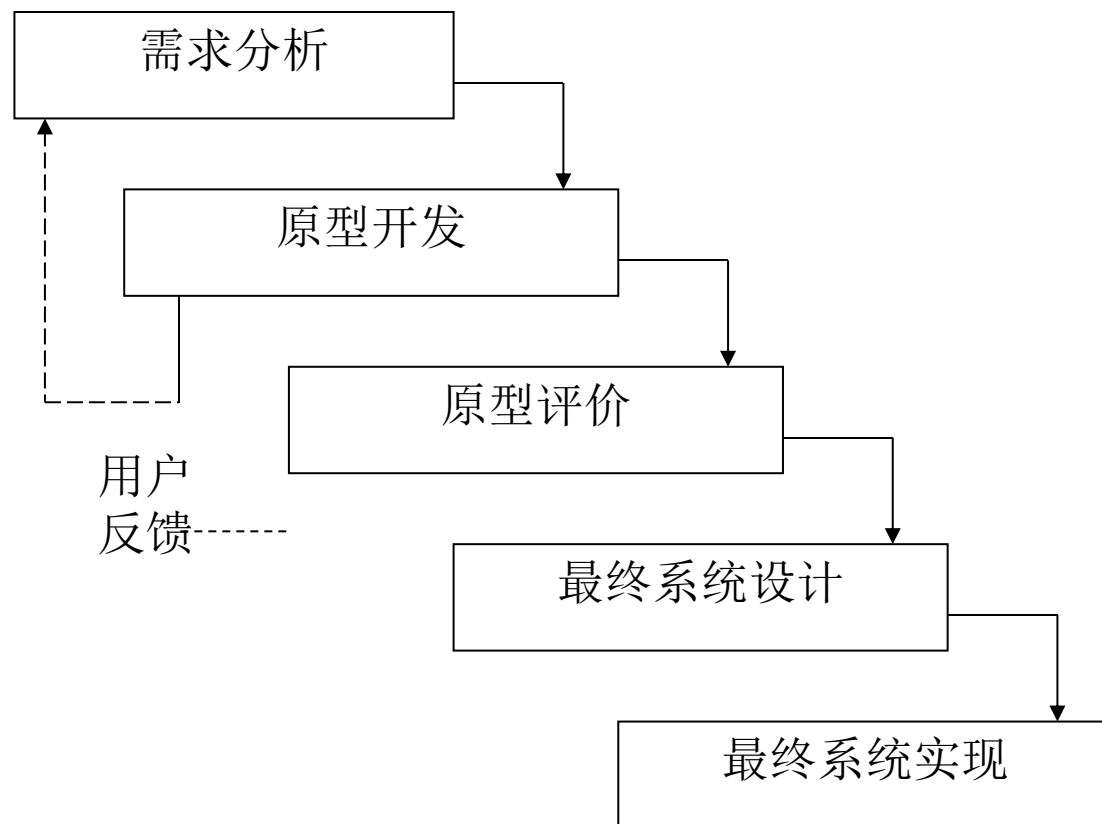 需求分析
原型开发
原型评价
用户
反馈
最终系统设计
最终系统实现